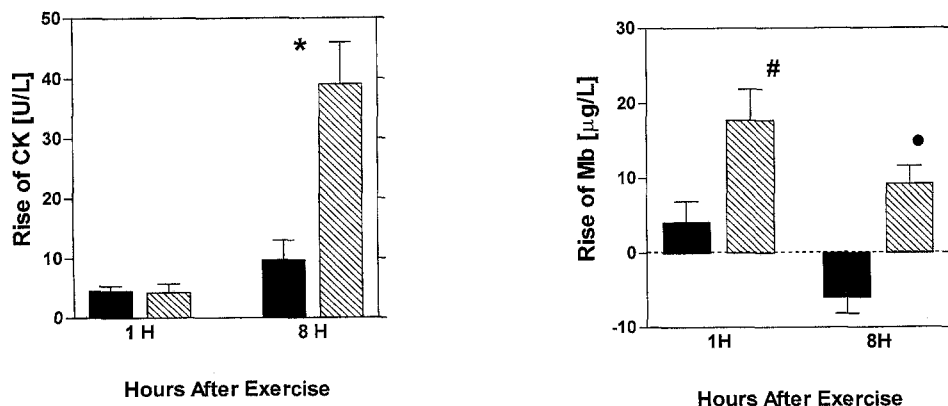 50
40
30
20
10
0
Rise of CK [U/L]
*
1 H
8 H
Hours After Exercise
30
20
10
0
-10
Rise of Mb [µg/L]
#
1H
8H
Hours After Exercise